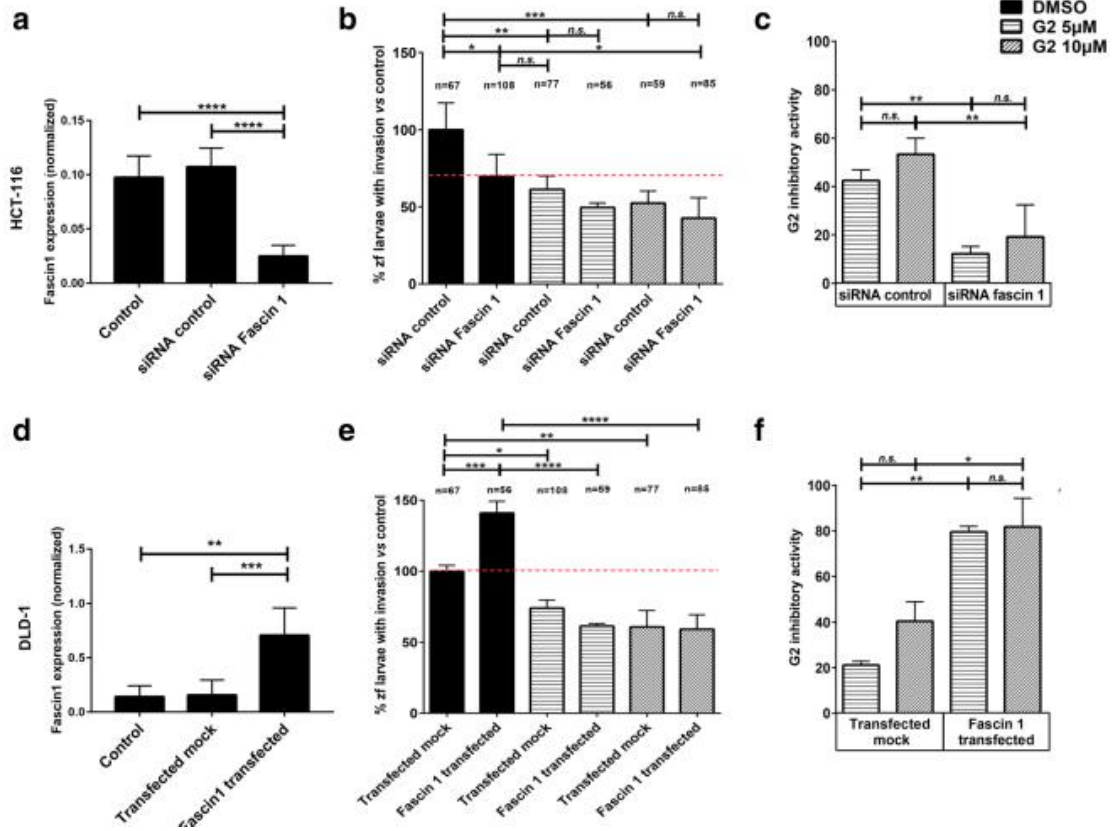 a
b
c
DMSO
G2 5μM
G2 10μM
HCT-116
Fascin1 expression (normalized)
0.15
0.10
0.05
0.00
****
****
Control
siRNA control
siRNA Fascin 1
% zf larvae with invasion vs control
150
100
50
0
*** n.s.
** n.s.
* *
n.s.
n=67 n=108 n=77 n=56 n=59 n=85
siRNA control
siRNA Fascin 1
siRNA control
siRNA Fascin 1
siRNA control
siRNA Fascin 1
G2 inhibitory activity
100
80
60
40
20
0
** n.s.
n.s. **
siRNA control siRNA fascin 1
d
e
f
DLD-1
Fascin1 expression (normalized)
1.5
1.0
0.5
0.0
**
***
Control
Transfected mock
Fascin1 transfected
% zf larvae with invasion vs control
150
100
50
0
****
**
*
*** ****
n=67 n=56 n=108 n=59 n=77 n=85
Transfected mock
Fascin 1 transfected
Transfected mock
Fascin 1 transfected
Transfected mock
Fascin 1 transfected
G2 inhibitory activity
100
80
60
40
20
0
n.s. *
** n.s.
Transfected mock
Fascin 1 transfected